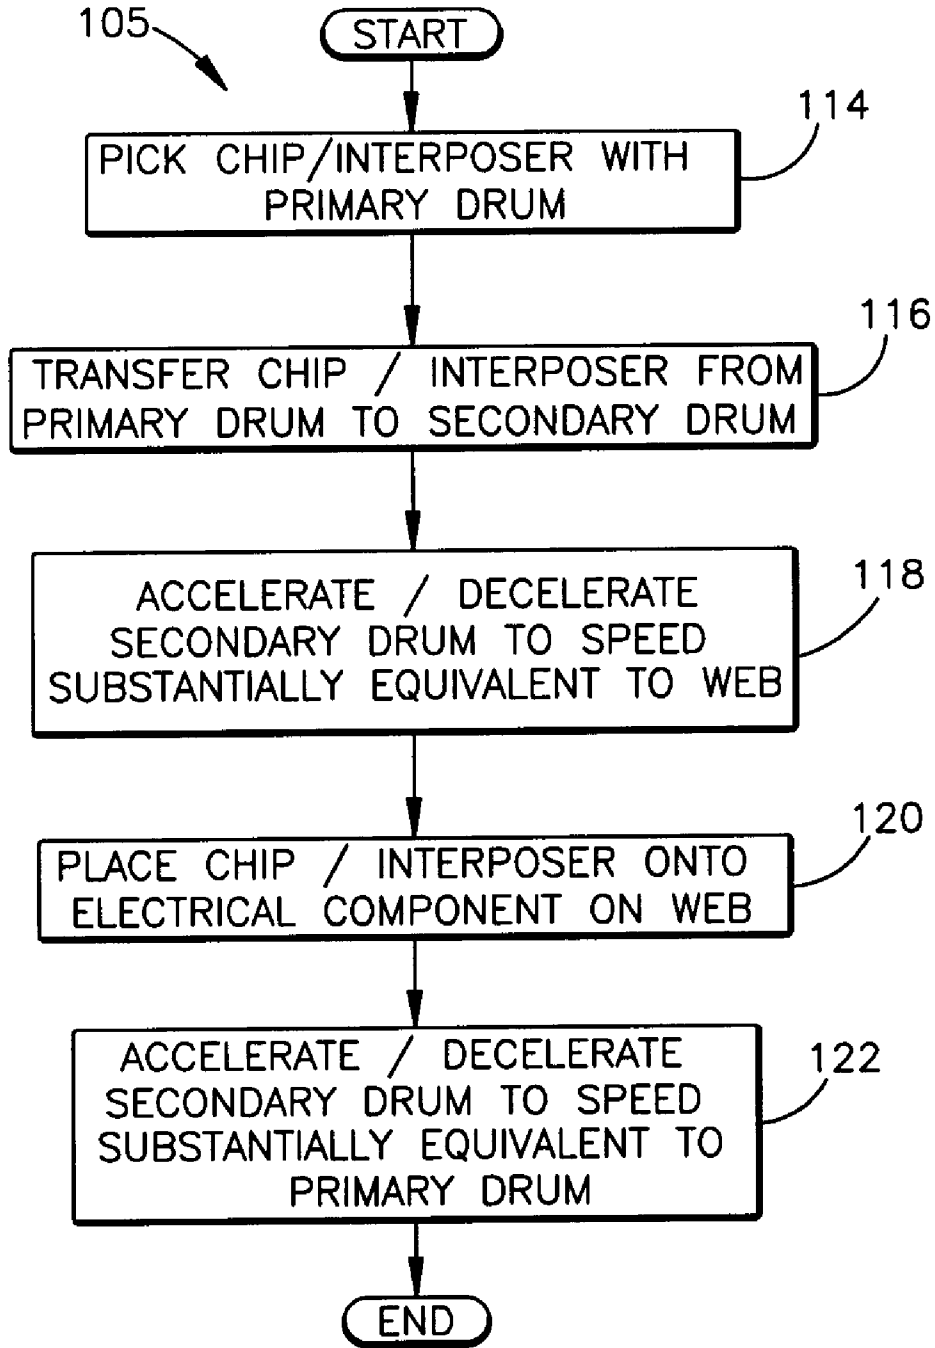 105
START
114
PICK CHIP/INTERPOSER WITH
PRIMARY DRUM
116
TRANSFER CHIP / INTERPOSER FROM
PRIMARY DRUM TO SECONDARY DRUM
118
ACCELERATE / DECELERATE
SECONDARY DRUM TO SPEED
SUBSTANTIALLY EQUIVALENT TO WEB
120
PLACE CHIP / INTERPOSER ONTO
ELECTRICAL COMPONENT ON WEB
122
ACCELERATE / DECELERATE
SECONDARY DRUM TO SPEED
SUBSTANTIALLY EQUIVALENT TO
PRIMARY DRUM
END